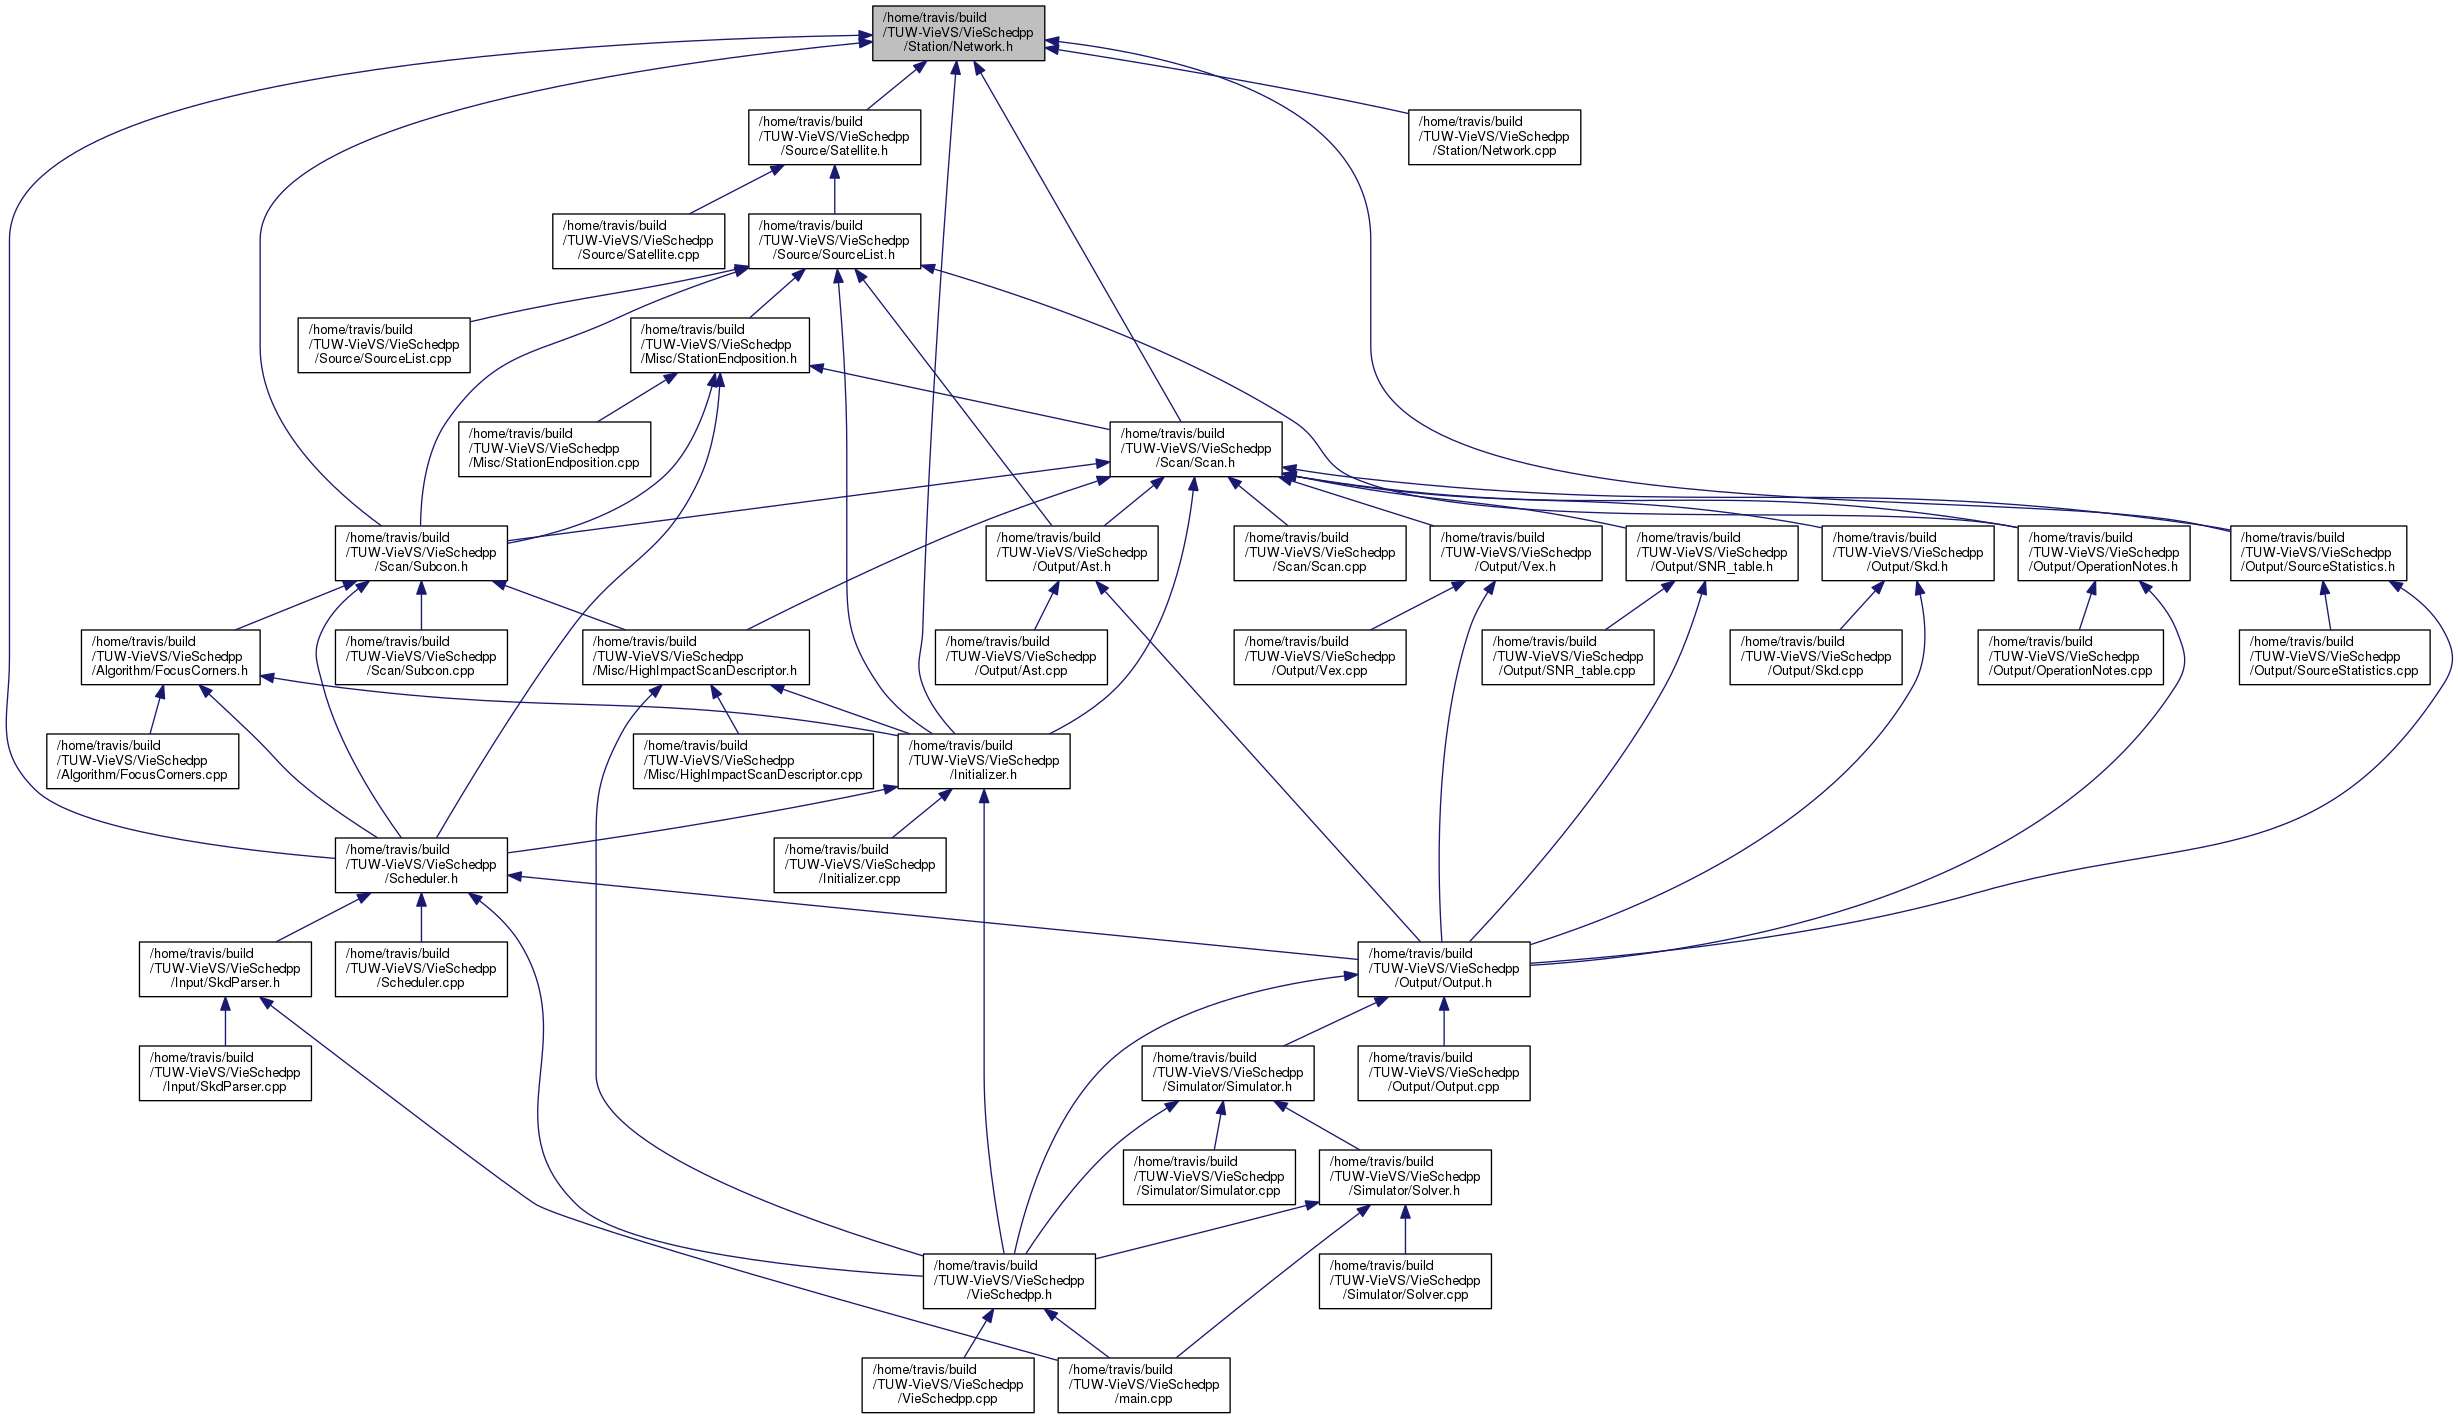 /home/travis/build
/TUW-VieVS/VieSchedpp
/Station/Network.h
/home/travis/build
/TUW-VieVS/VieSchedpp
/Source/Satellite.h
/home/travis/build
/TUW-VieVS/VieSchedpp
/Station/Network.cpp
/home/travis/build
/TUW-VieVS/VieSchedpp
/Source/Satellite.cpp
/home/travis/build
/TUW-VieVS/VieSchedpp
/Source/SourceList.h
/home/travis/build
/TUW-VieVS/VieSchedpp
/Source/SourceList.cpp
/home/travis/build
/TUW-VieVS/VieSchedpp
/Misc/StationEndposition.h
/home/travis/build
/TUW-VieVS/VieSchedpp
/Misc/StationEndposition.cpp
/home/travis/build
/TUW-VieVS/VieSchedpp
/Scan/Scan.h
/home/travis/build
/TUW-VieVS/VieSchedpp
/Scan/Subcon.h
/home/travis/build
/TUW-VieVS/VieSchedpp
/Output/Ast.h
/home/travis/build
/TUW-VieVS/VieSchedpp
/Scan/Scan.cpp
/home/travis/build
/TUW-VieVS/VieSchedpp
/Output/Vex.h
/home/travis/build
/TUW-VieVS/VieSchedpp
/Output/SNR_table.h
/home/travis/build
/TUW-VieVS/VieSchedpp
/Output/Skd.h
/home/travis/build
/TUW-VieVS/VieSchedpp
/Output/OperationNotes.h
/home/travis/build
/TUW-VieVS/VieSchedpp
/Output/SourceStatistics.h
/home/travis/build
/TUW-VieVS/VieSchedpp
/Algorithm/FocusCorners.h
/home/travis/build
/TUW-VieVS/VieSchedpp
/Scan/Subcon.cpp
/home/travis/build
/TUW-VieVS/VieSchedpp
/Misc/HighImpactScanDescriptor.h
/home/travis/build
/TUW-VieVS/VieSchedpp
/Output/Ast.cpp
/home/travis/build
/TUW-VieVS/VieSchedpp
/Output/Vex.cpp
/home/travis/build
/TUW-VieVS/VieSchedpp
/Output/SNR_table.cpp
/home/travis/build
/TUW-VieVS/VieSchedpp
/Output/Skd.cpp
/home/travis/build
/TUW-VieVS/VieSchedpp
/Output/OperationNotes.cpp
/home/travis/build
/TUW-VieVS/VieSchedpp
/Output/SourceStatistics.cpp
/home/travis/build
/TUW-VieVS/VieSchedpp
/Algorithm/FocusCorners.cpp
/home/travis/build
/TUW-VieVS/VieSchedpp
/Misc/HighImpactScanDescriptor.cpp
/home/travis/build
/TUW-VieVS/VieSchedpp
/Initializer.h
/home/travis/build
/TUW-VieVS/VieSchedpp
/Scheduler.h
/home/travis/build
/TUW-VieVS/VieSchedpp
/Initializer.cpp
/home/travis/build
/TUW-VieVS/VieSchedpp
/Input/SkdParser.h
/home/travis/build
/TUW-VieVS/VieSchedpp
/Scheduler.cpp
/home/travis/build
/TUW-VieVS/VieSchedpp
/Output/Output.h
/home/travis/build
/TUW-VieVS/VieSchedpp
/Input/SkdParser.cpp
/home/travis/build
/TUW-VieVS/VieSchedpp
/Simulator/Simulator.h
/home/travis/build
/TUW-VieVS/VieSchedpp
/Output/Output.cpp
/home/travis/build
/TUW-VieVS/VieSchedpp
/Simulator/Simulator.cpp
/home/travis/build
/TUW-VieVS/VieSchedpp
/Simulator/Solver.h
/home/travis/build
/TUW-VieVS/VieSchedpp
/VieSchedpp.h
/home/travis/build
/TUW-VieVS/VieSchedpp
/Simulator/Solver.cpp
/home/travis/build
/TUW-VieVS/VieSchedpp
/VieSchedpp.cpp
/home/travis/build
/TUW-VieVS/VieSchedpp
/main.cpp